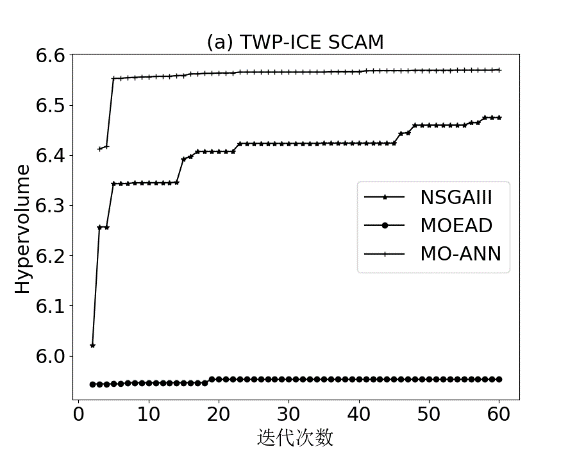 (a) TWP-ICE SCAM
Hypervolume
6.6
6.5
6.4
6.3
6.2
6.1
6.0
NSGAIII
MOEAD
MO-ANN
0 10 20 30 40 50 60
迭代次数